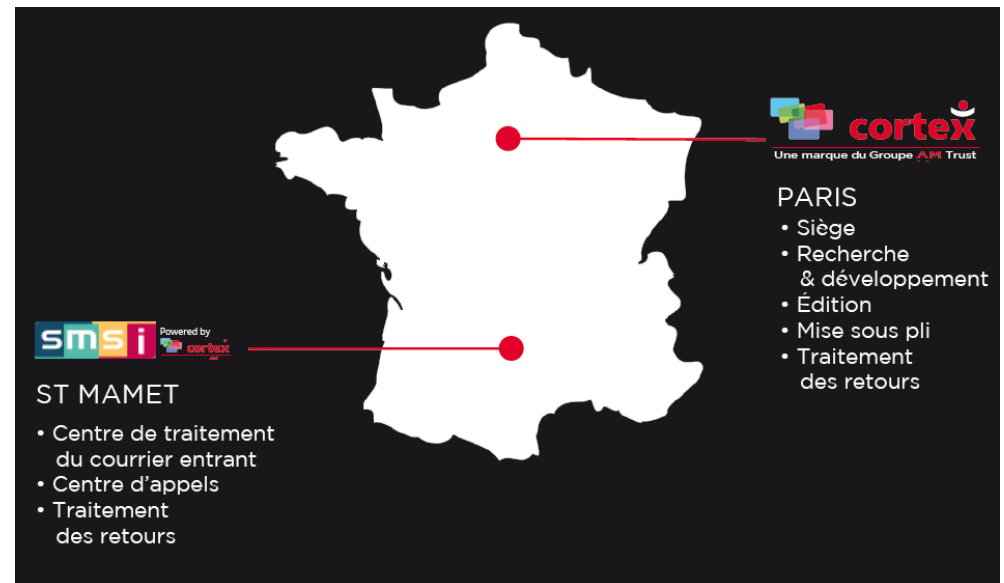 cortex
Une marque du Groupe AM Trust
PARIS
• Siège
• Recherche
& développement
• Édition
• Mise sous pli
• Traitement
des retours
smsi
Powered by
cortex
AM
ST MAMET
• Centre de traitement
du courrier entrant
• Centre d’appels
• Traitement
des retours